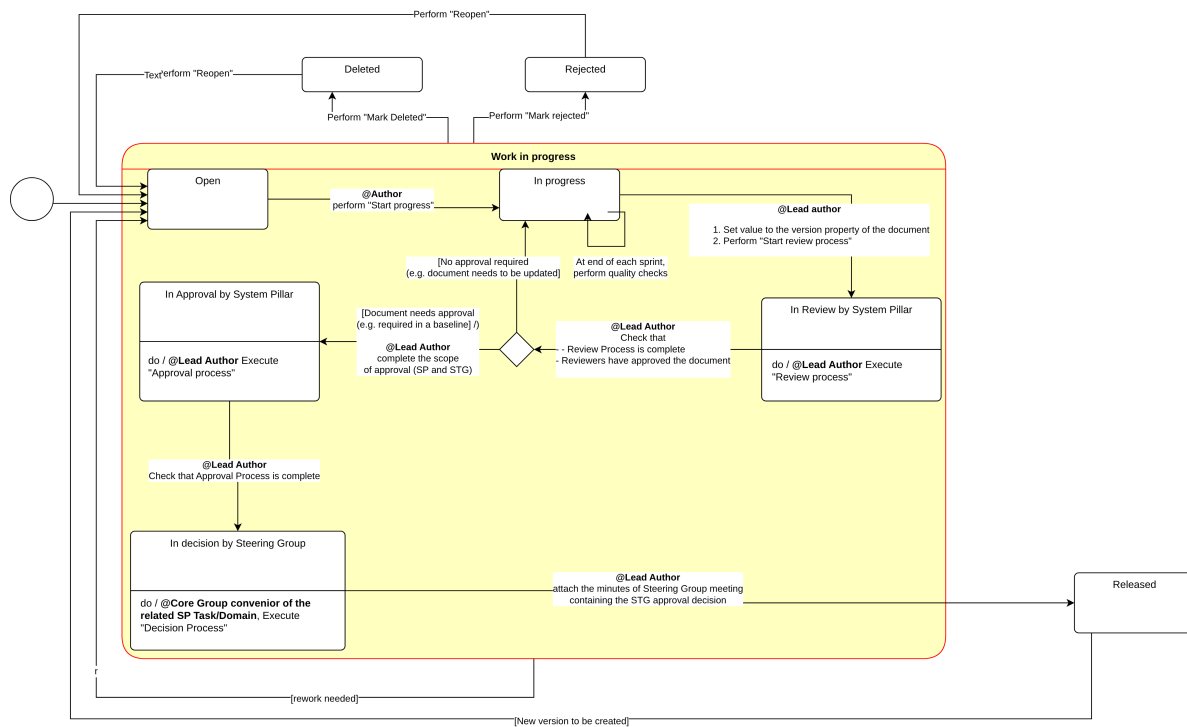 Perform "Reopen"
Deleted
Rejected
Text
erform "Reopen"
Perform "Mark Deleted"
Perform "Mark rejected"
Work in progress
Open
In progress
@Author
perform "Start progress"
@Lead author
1. Set value to the version property of the document
2. Perform "Start review process"
[No approval required
(e.g. document needs to be updated]
At end of each sprint,
perform quality checks
In Approval by System Pillar
do / @Lead Author Execute
"Approval process"
[Document needs approval
(e.g. required in a baseline] /)
@Lead Author
complete the scope
of approval (SP and STG)
@Lead Author
Check that
- Review Process is complete
- Reviewers have approved the document
In Review by System Pillar
do / @Lead Author Execute
"Review process"
@Lead Author
Check that Approval Process is complete
In decision by Steering Group
do / @Core Group convenior of the
related SP Task/Domain, Execute
"Decision Process"
@Lead Author
attach the minutes of Steering Group meeting
containing the STG approval decision
Released
r
[rework needed]
[New version to be created]